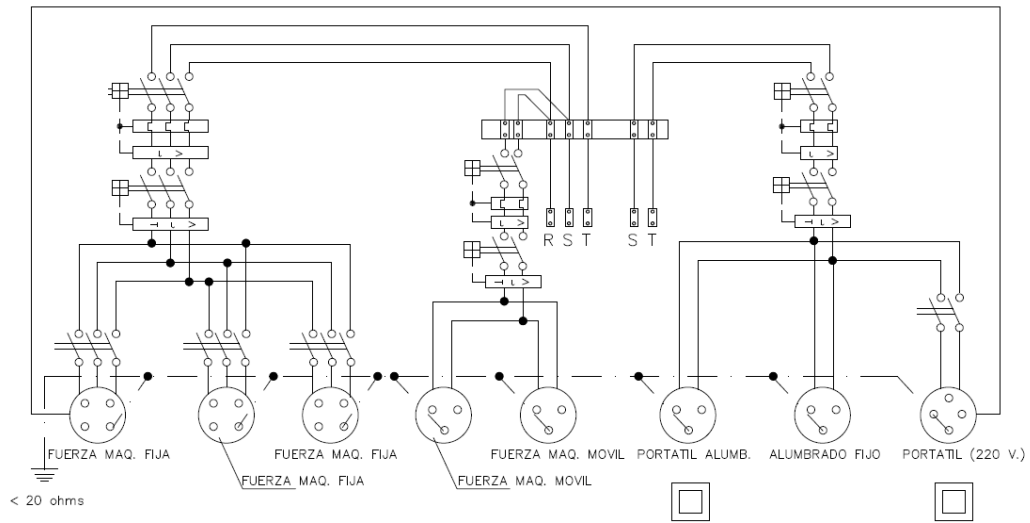 R S T S T
FUERZA MAQ. FIJA FUERZA MAQ. FIJA FUERZA MAQ. MOVIL PORTATIL ALUMB. ALUMBRADO FIJO PORTATIL (220 V.)
FUERZA MAQ. FIJA FUERZA MAQ. MOVIL
< 20 ohms